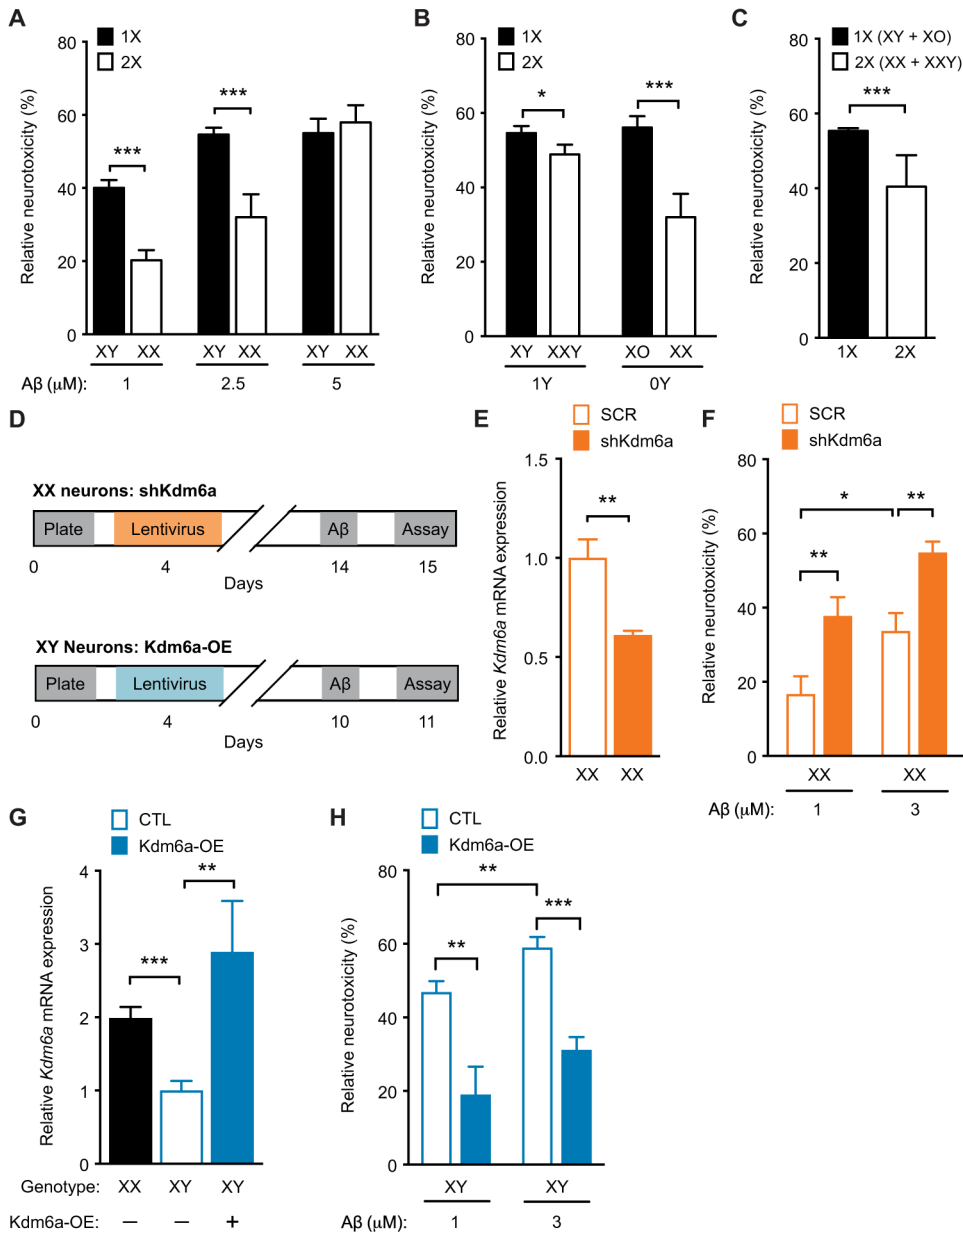 A
B
C
1X
2X
1X
2X
1X (XY + XO)
2X (XX + XXY)
Relative neurotoxicity (%)
80
60
40
20
0
***
***
XY XX XY XX XY XX
Aβ (μM): 1 2.5 5
Relative neurotoxicity (%)
80
60
40
20
0
*
***
XY XXY XO XX
1Y 0Y
Relative neurotoxicity (%)
80
60
40
20
0
***
1X 2X
D
XX neurons: shKdm6a
Plate Lentivirus Aβ Assay
0 4 14 15
Days
XY Neurons: Kdm6a-OE
Plate Lentivirus Aβ Assay
0 4 10 11
Days
E
SCR
shKdm6a
Relative Kdm6a mRNA expression
1.5
1.0
0.5
0.0
**
XX XX
F
SCR
shKdm6a
Relative neurotoxicity (%)
80
60
40
20
0
*
**
**
XX XX
Aβ (μM): 1 3
G
CTL
Kdm6a-OE
Relative Kdm6a mRNA expression
4
3
2
1
0
***
**
Genotype: XX XY XY
Kdm6a-OE: – – +
H
CTL
Kdm6a-OE
Relative neurotoxicity (%)
80
60
40
20
0
**
**
***
XY XY
Aβ (μM): 1 3